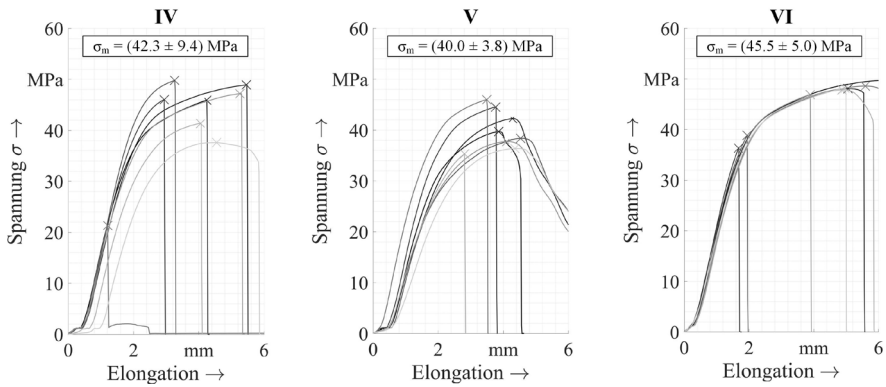 IV
σm = (42.3 ± 9.4) MPa
60
MPa
40
30
20
10
0
Spannung σ →
0 2 mm 6
Elongation →
V
σm = (40.0 ± 3.8) MPa
60
MPa
40
30
20
10
0
Spannung σ →
0 2 mm 6
Elongation →
VI
σm = (45.5 ± 5.0) MPa
60
MPa
40
30
20
10
0
Spannung σ →
0 2 mm 6
Elongation →